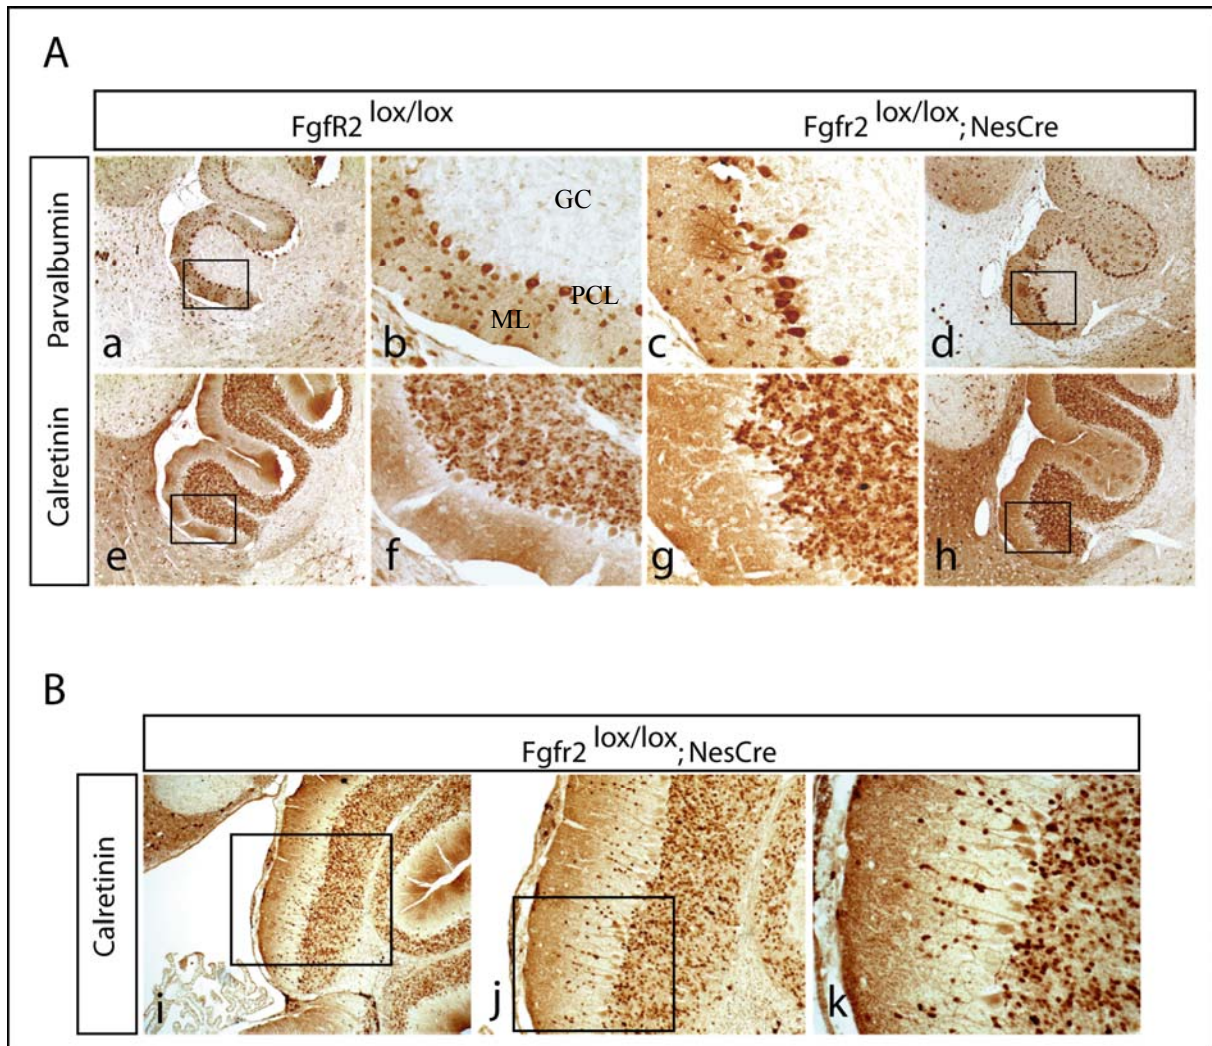 A
FgfR2 lox/lox
Fgfr2 lox/lox; NesCre
Parvalbumin
a
b
GC
PCL
ML
c
d
Calretinin
e
f
g
h
B
Fgfr2 lox/lox; NesCre
Calretinin
i
j
k